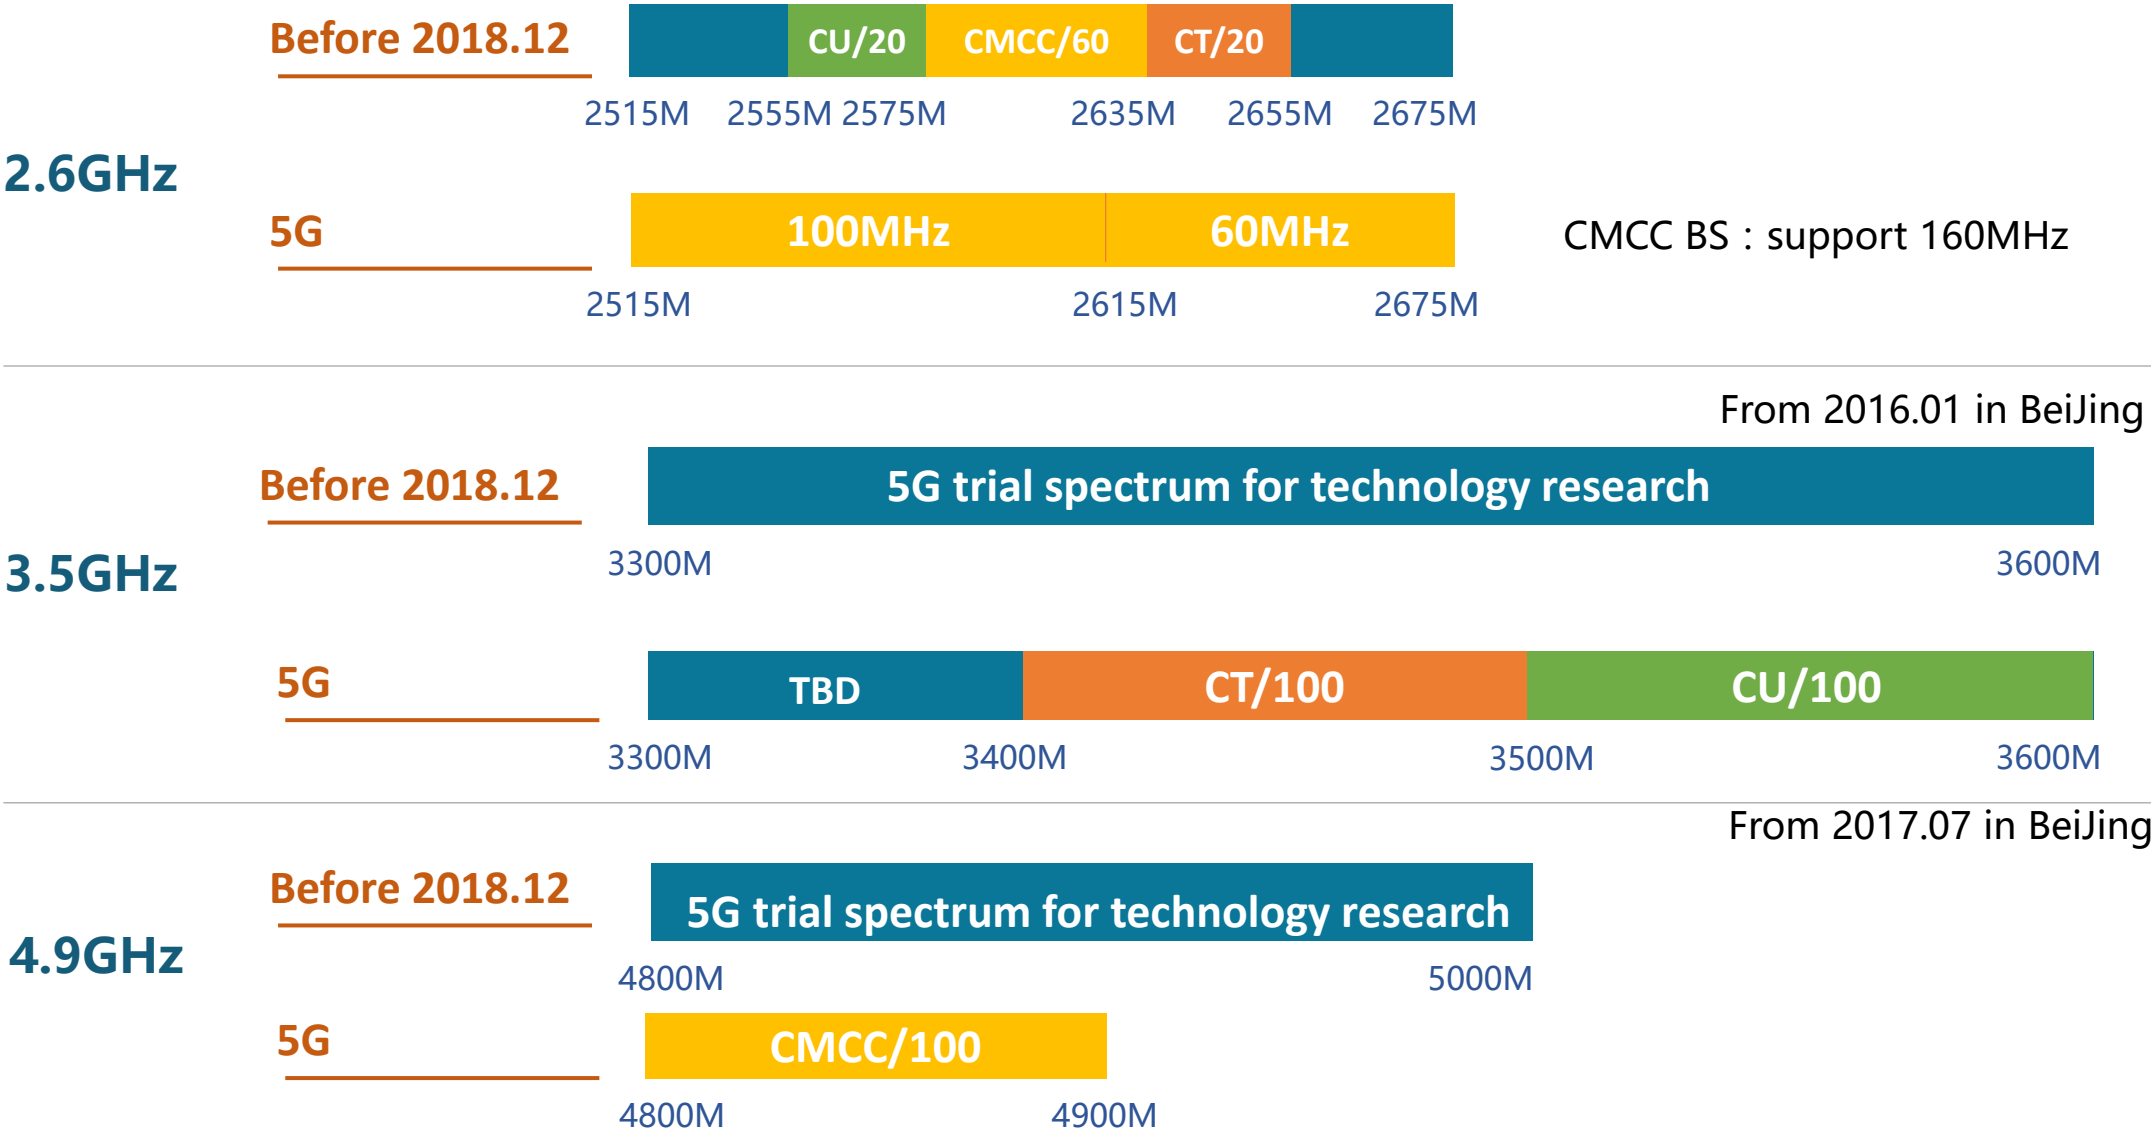 Before 2018.12
CU/20 CMCC/60 CT/20
2515M 2555M 2575M 2635M 2655M 2675M
2.6GHz
5G
100MHz 60MHz
CMCC BS：support 160MHz
2515M 2615M 2675M
From 2016.01 in BeiJing
Before 2018.12
5G trial spectrum for technology research
3300M 3600M
3.5GHz
5G
TBD CT/100 CU/100
3300M 3400M 3500M 3600M
From 2017.07 in BeiJing
Before 2018.12
5G trial spectrum for technology research
4.9GHz
4800M 5000M
5G
CMCC/100
4800M 4900M